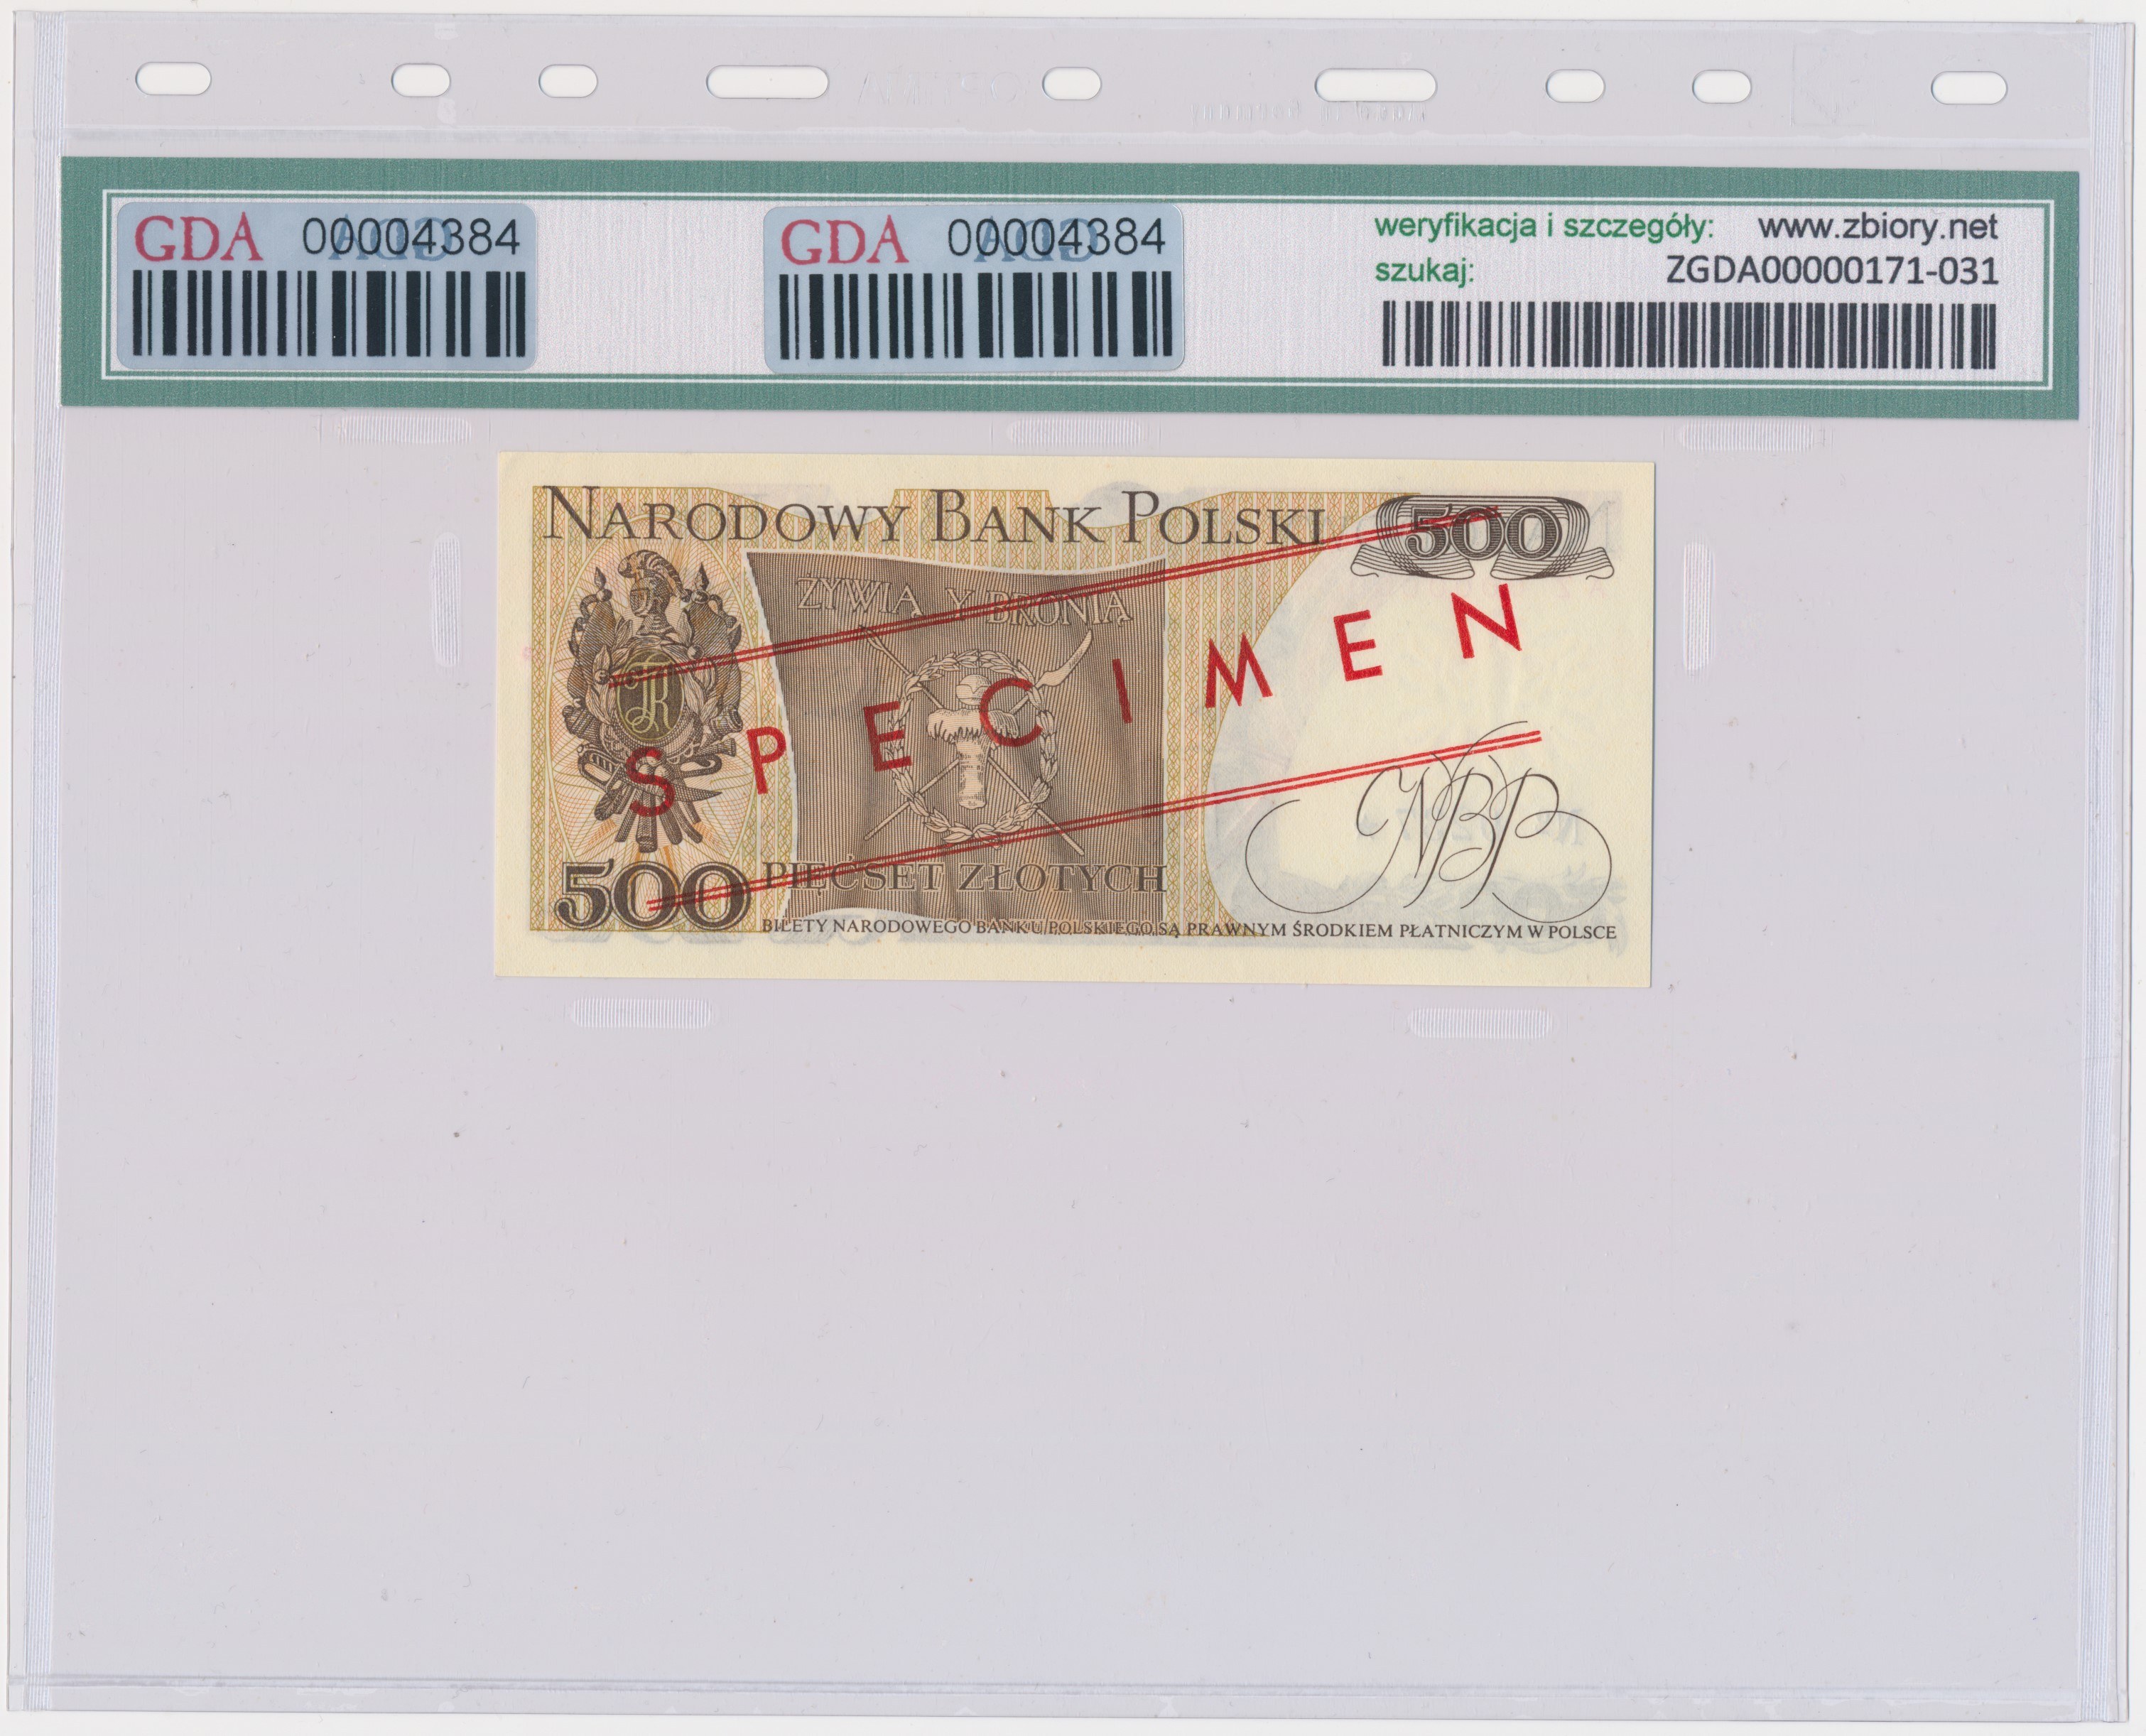 GDA 00004384
GDA 00004384
weryfikacja i szczegóły: www.zbiory.net
szukaj: ZGDA00000171-031
NARODOWY BANK POLSKI
500
ŻYWIĄ Y BRONIĄ
SPECIMEN
TK
NBP
500
PIĘĆSET ZŁOTYCH
BILETY NARODOWEGO BANKU POLSKIEGO SĄ PRAWNYM ŚRODKIEM PŁATNICZYM W POLSCE